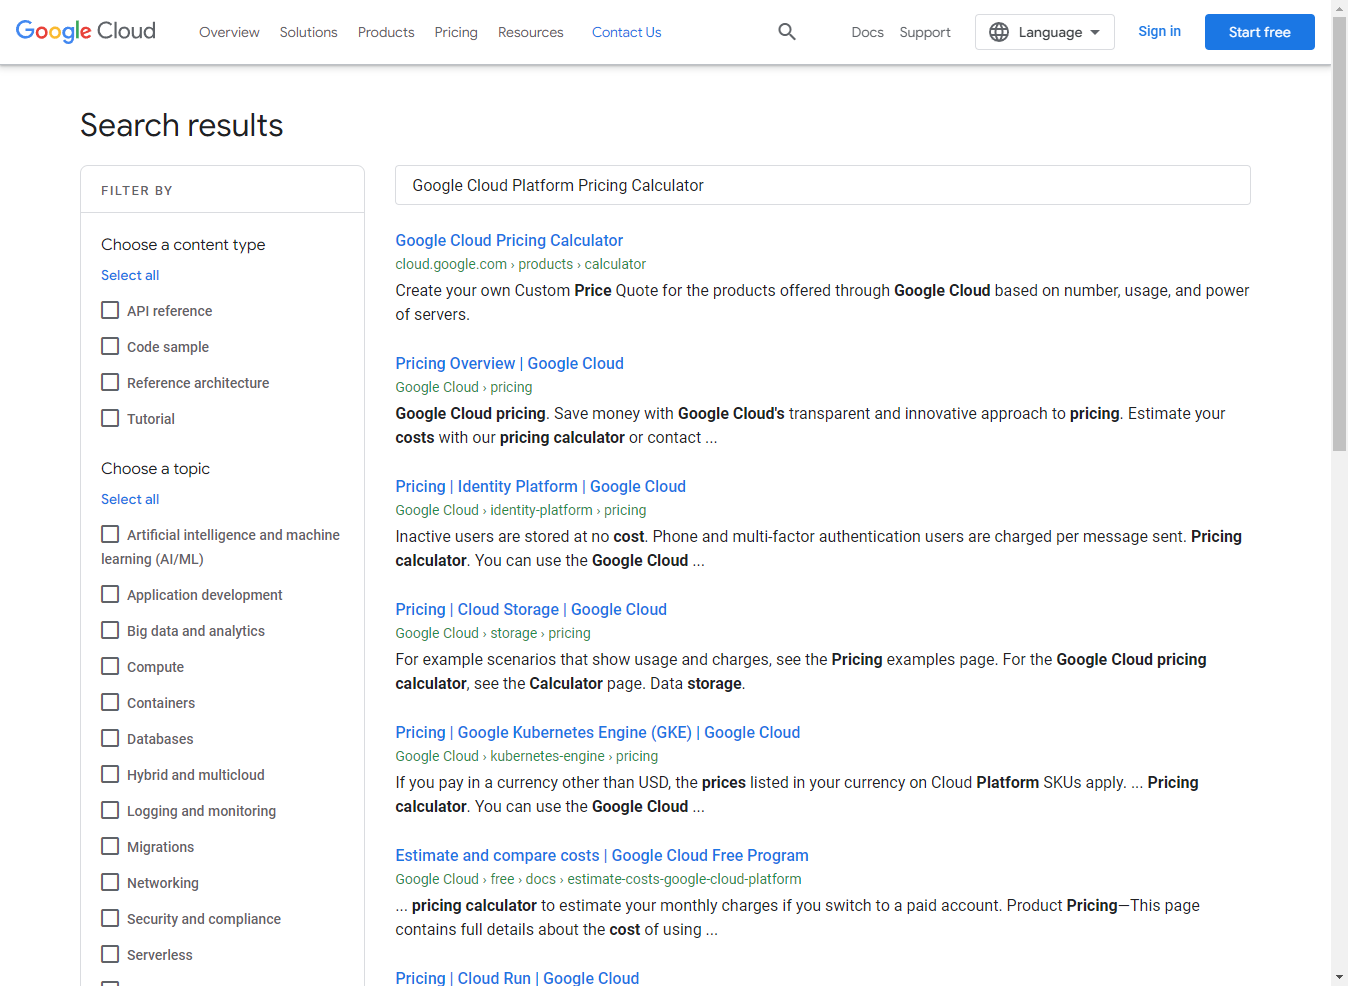 Google Cloud Overview Solutions Products Pricing Resources Contact Us Docs Support Language Sign in Start free
Search results
FILTER BY
Choose a content type
Select all
API reference
Code sample
Reference architecture
Tutorial
Choose a topic
Select all
Artificial intelligence and machine
learning (AI/ML)
Application development
Big data and analytics
Compute
Containers
Databases
Hybrid and multicloud
Logging and monitoring
Migrations
Networking
Security and compliance
Serverless
Google Cloud Platform Pricing Calculator
Google Cloud Pricing Calculator
cloud.google.com › products › calculator
Create your own Custom Price Quote for the products offered through Google Cloud based on number, usage, and power
of servers.
Pricing Overview | Google Cloud
Google Cloud › pricing
Google Cloud pricing. Save money with Google Cloud's transparent and innovative approach to pricing. Estimate your
costs with our pricing calculator or contact ...
Pricing | Identity Platform | Google Cloud
Google Cloud › identity-platform › pricing
Inactive users are stored at no cost. Phone and multi-factor authentication users are charged per message sent. Pricing
calculator. You can use the Google Cloud ...
Pricing | Cloud Storage | Google Cloud
Google Cloud › storage › pricing
For example scenarios that show usage and charges, see the Pricing examples page. For the Google Cloud pricing
calculator, see the Calculator page. Data storage.
Pricing | Google Kubernetes Engine (GKE) | Google Cloud
Google Cloud › kubernetes-engine › pricing
If you pay in a currency other than USD, the prices listed in your currency on Cloud Platform SKUs apply. ... Pricing
calculator. You can use the Google Cloud ...
Estimate and compare costs | Google Cloud Free Program
Google Cloud › free › docs › estimate-costs-google-cloud-platform
... pricing calculator to estimate your monthly charges if you switch to a paid account. Product Pricing—This page
contains full details about the cost of using ...
Pricing | Cloud Run | Google Cloud